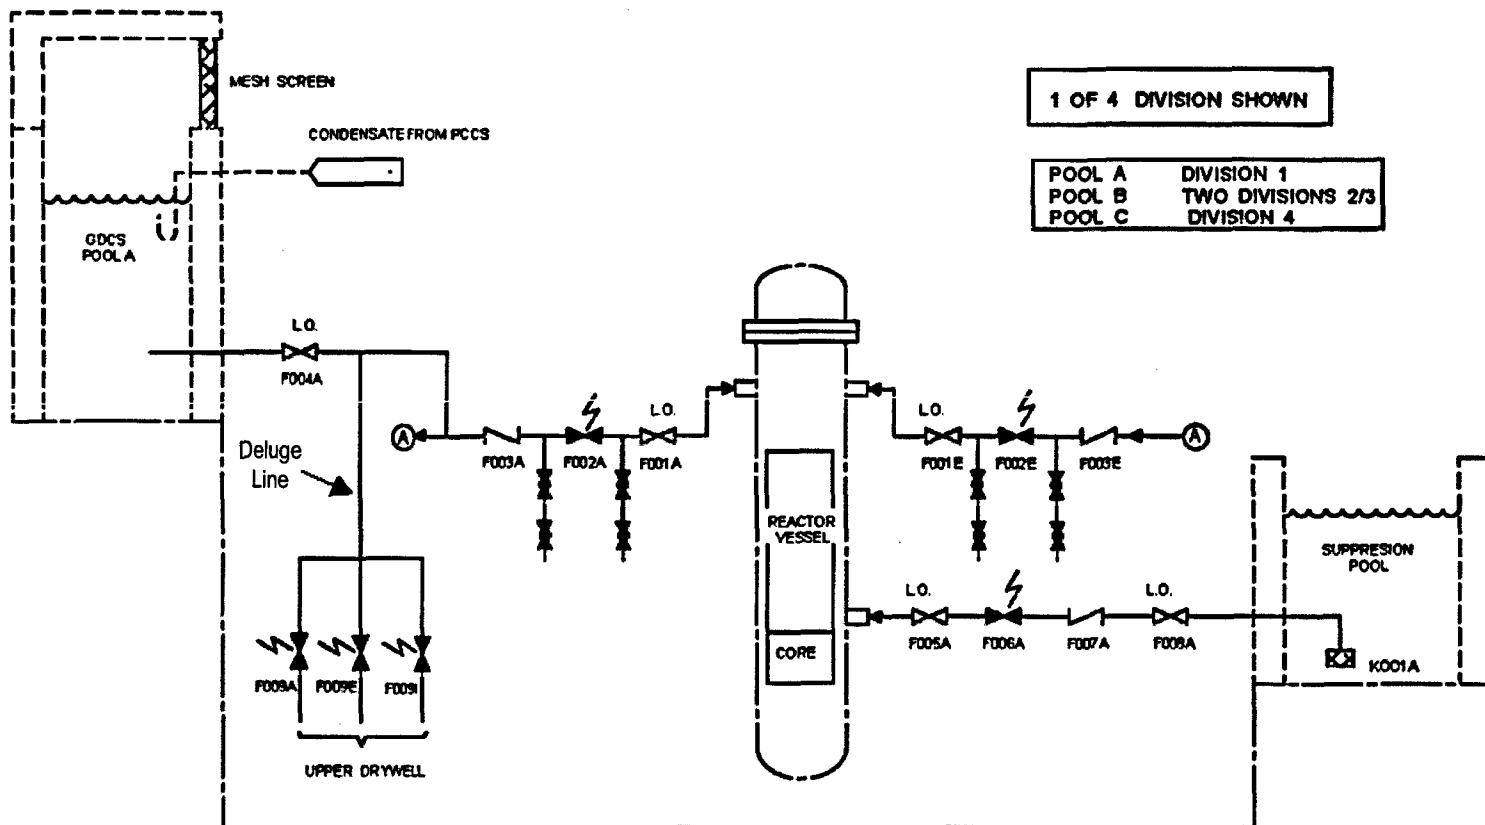 MESH SCREEN
1 OF 4 DIVISION SHOWN
CONDENSATE FROM PCCS
POOL A DIVISION 1
POOL B TWO DIVISIONS 2/3
POOL C DIVISION 4
GDCS
POOL A
L.O.
F004A
Deluge
Line
A
F003A
F002A
L.O.
F001A
L.O.
F001E
F002E
F003E
A
REACTOR
VESSEL
CORE
SUPPRESION
POOL
L.O.
F005A
F006A
F007A
L.O.
F008A
K001A
F009A
F009E
F009I
UPPER DRYWELL